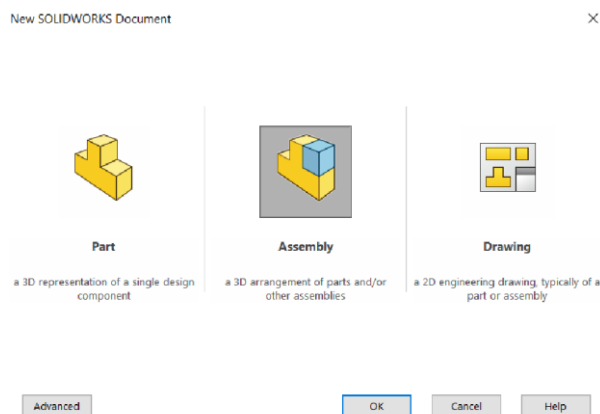 New SOLIDWORKS Document
Part
a 3D representation of a single design
component
Assembly
a 3D arrangement of parts and/or
other assemblies
Drawing
a 2D engineering drawing, typically of a
part or assembly
Advanced
OK
Cancel
Help